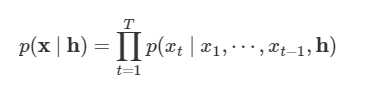 p(x | h) = ∏_{t=1}^{T} p(x_t | x_1, ⋯, x_{t−1}, h)